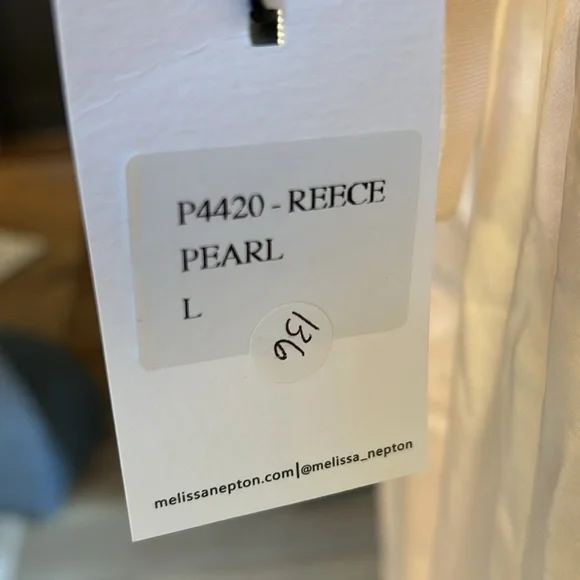 P4420 - REECE
PEARL
L
136
melissanepton.com|@melissa_nepton